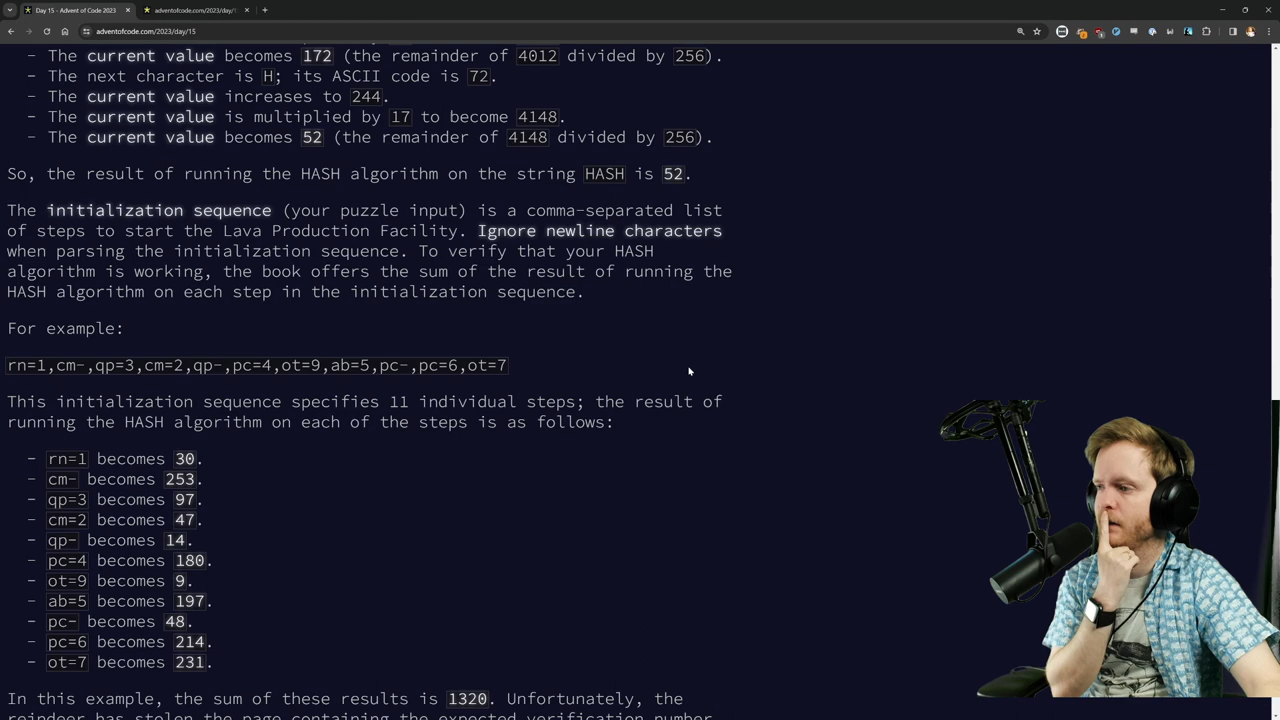 Day 15 - Advent of Code 2023
adventofcode.com/2023/day/
adventofcode.com/2023/day/15
- The current value becomes 172 (the remainder of 4012 divided by 256).
- The next character is H; its ASCII code is 72.
- The current value increases to 244.
- The current value is multiplied by 17 to become 4148.
- The current value becomes 52 (the remainder of 4148 divided by 256).
So, the result of running the HASH algorithm on the string HASH is 52.
The initialization sequence (your puzzle input) is a comma-separated list
of steps to start the Lava Production Facility. Ignore newline characters
when parsing the initialization sequence. To verify that your HASH
algorithm is working, the book offers the sum of the result of running the
HASH algorithm on each step in the initialization sequence.
For example:
rn=1,cm-,qp=3,cm=2,qp-,pc=4,ot=9,ab=5,pc-,pc=6,ot=7
This initialization sequence specifies 11 individual steps; the result of
running the HASH algorithm on each of the steps is as follows:
- rn=1 becomes 30.
- cm- becomes 253.
- qp=3 becomes 97.
- cm=2 becomes 47.
- qp- becomes 14.
- pc=4 becomes 180.
- ot=9 becomes 9.
- ab=5 becomes 197.
- pc- becomes 48.
- pc=6 becomes 214.
- ot=7 becomes 231.
In this example, the sum of these results is 1320. Unfortunately, the
reindeer has stolen the page containing the expected verification number